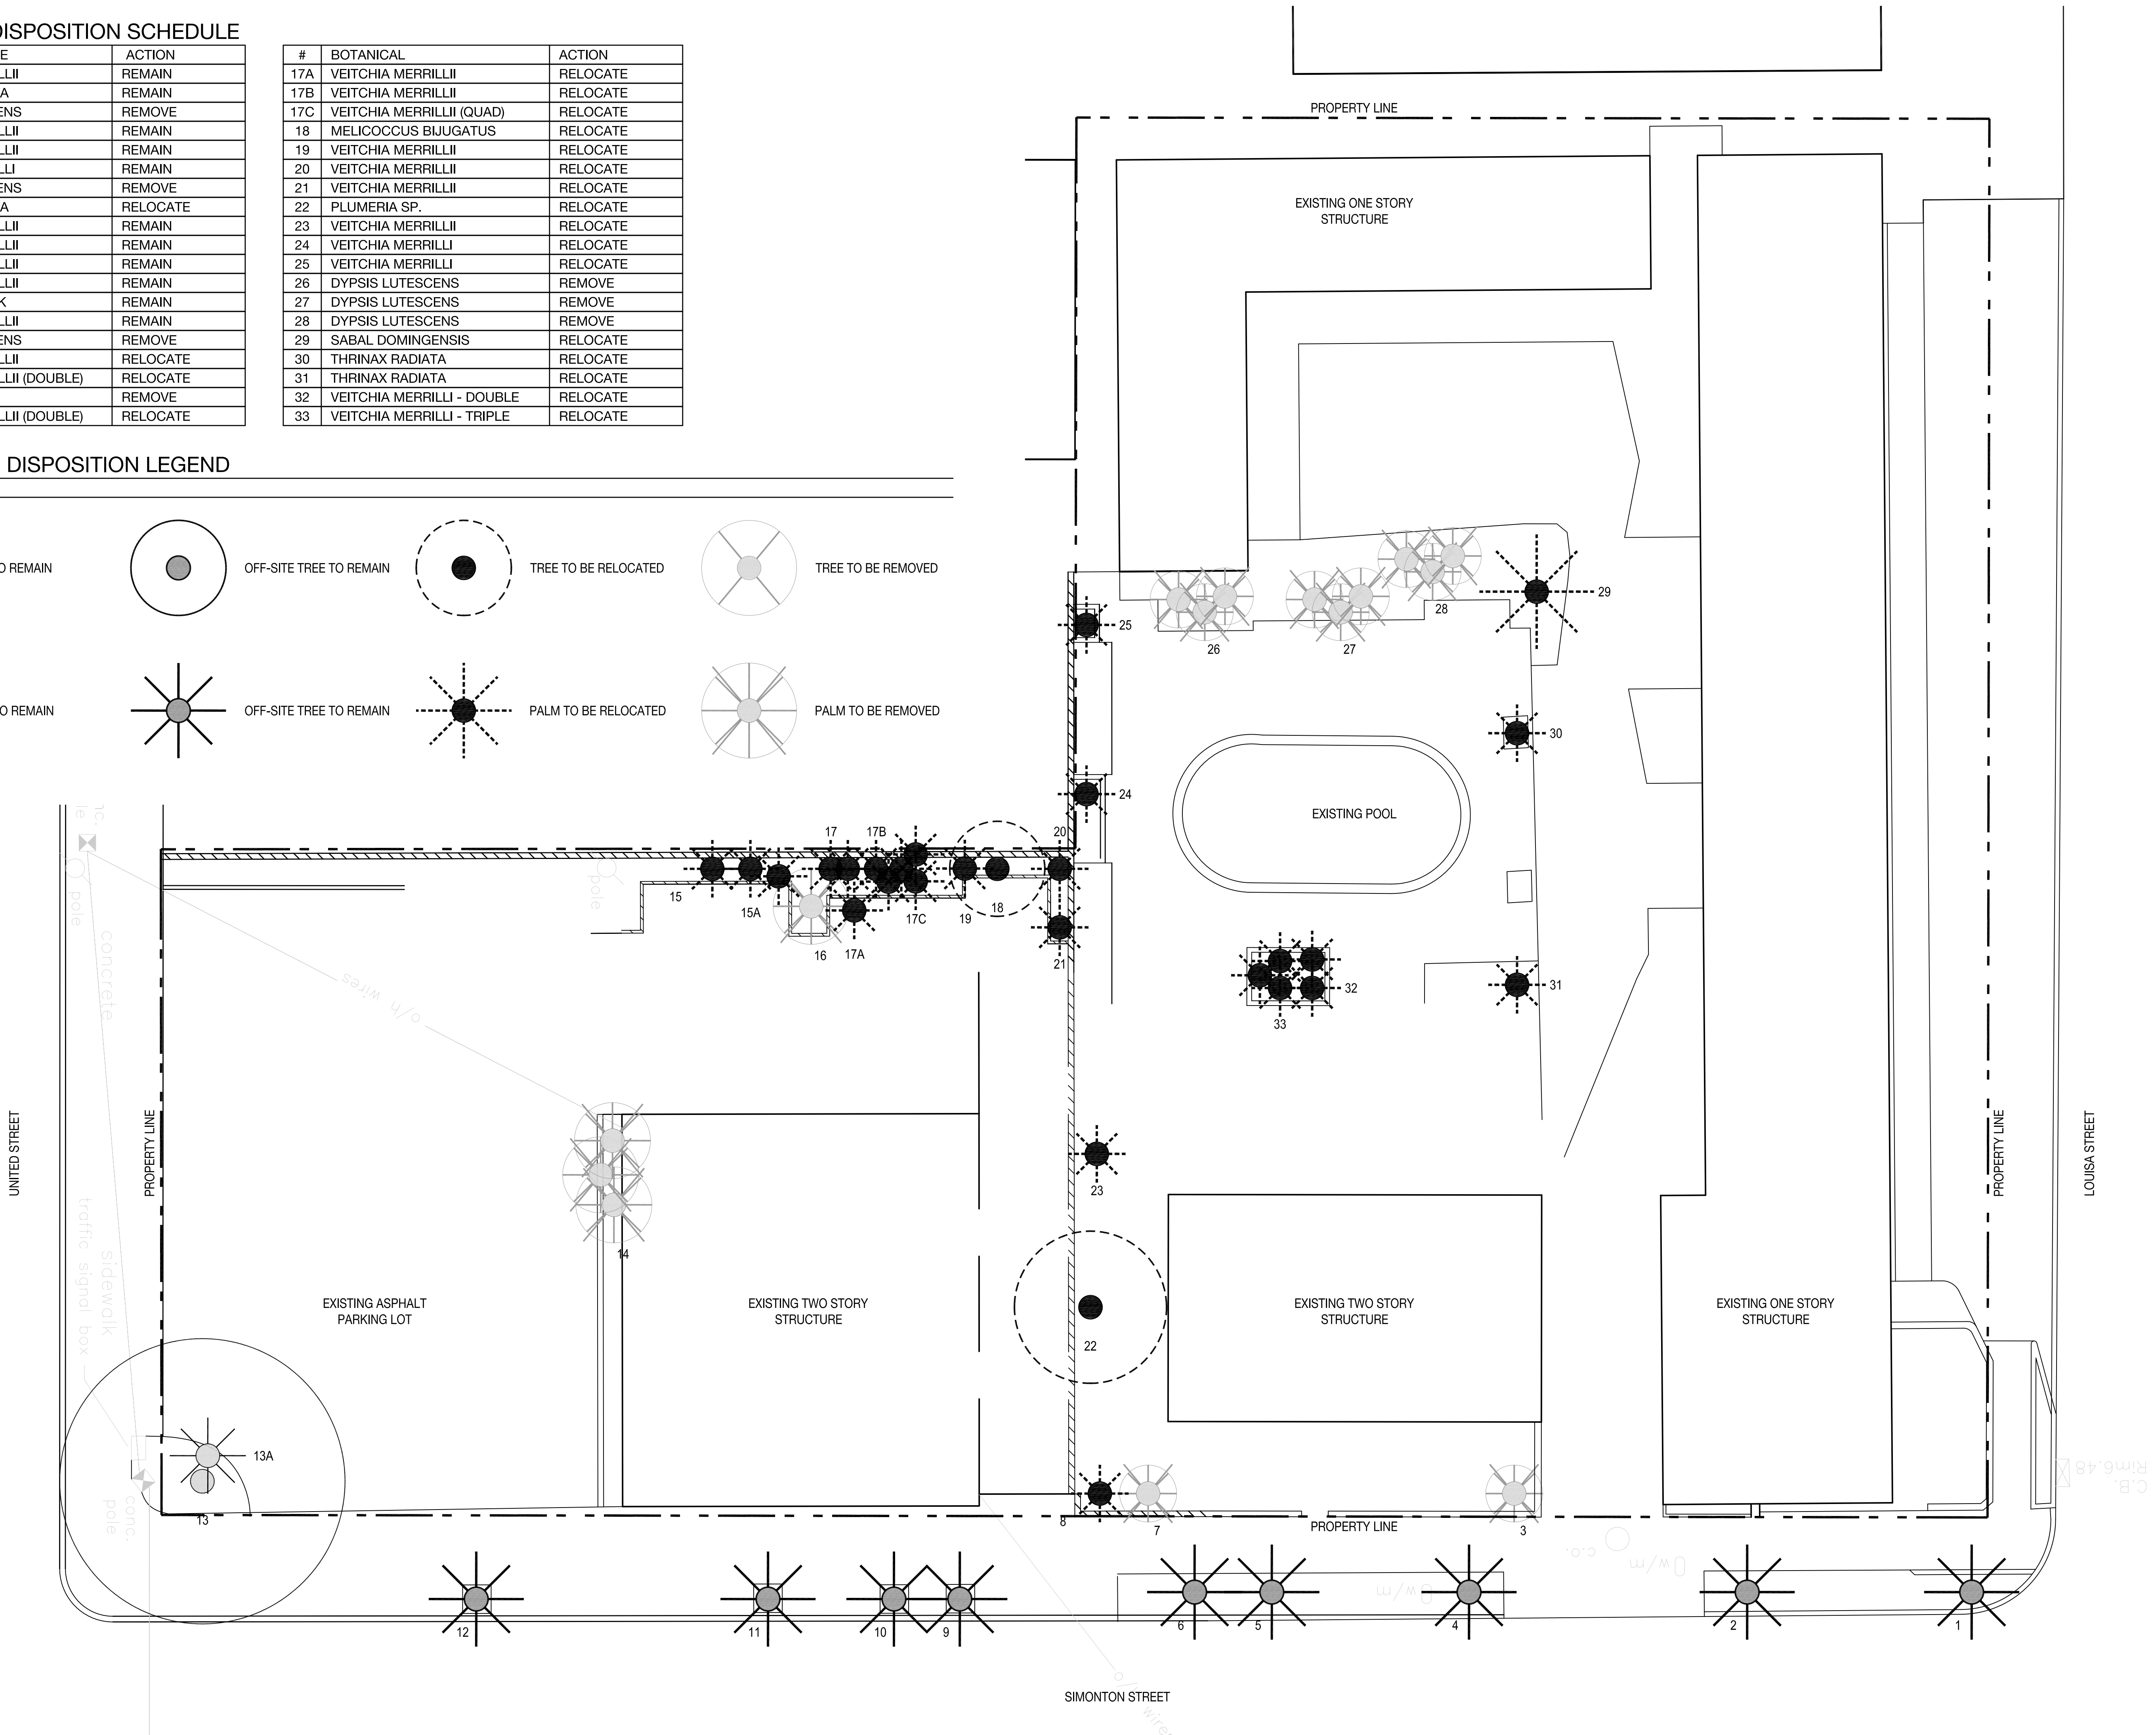 DISPOSITION SCHEDULE
E ACTION
LLII REMAIN
A REMAIN
ENS REMOVE
LLII REMAIN
LLII REMAIN
LLI REMAIN
ENS REMOVE
A RELOCATE
LLII REMAIN
LLII REMAIN
LLII REMAIN
LLII REMAIN
K REMAIN
LLII REMAIN
ENS REMOVE
LLII RELOCATE
LLII (DOUBLE) RELOCATE
REMOVE
LLII (DOUBLE) RELOCATE
# BOTANICAL ACTION
17A VEITCHIA MERRILLII RELOCATE
17B VEITCHIA MERRILLII RELOCATE
17C VEITCHIA MERRILLII (QUAD) RELOCATE
18 MELICOCCUS BIJUGATUS RELOCATE
19 VEITCHIA MERRILLII RELOCATE
20 VEITCHIA MERRILLII RELOCATE
21 VEITCHIA MERRILLII RELOCATE
22 PLUMERIA SP. RELOCATE
23 VEITCHIA MERRILLII RELOCATE
24 VEITCHIA MERRILLI RELOCATE
25 VEITCHIA MERRILLI RELOCATE
26 DYPSIS LUTESCENS REMOVE
27 DYPSIS LUTESCENS REMOVE
28 DYPSIS LUTESCENS REMOVE
29 SABAL DOMINGENSIS RELOCATE
30 THRINAX RADIATA RELOCATE
31 THRINAX RADIATA RELOCATE
32 VEITCHIA MERRILLI - DOUBLE RELOCATE
33 VEITCHIA MERRILLI - TRIPLE RELOCATE
DISPOSITION LEGEND
O REMAIN
OFF-SITE TREE TO REMAIN
TREE TO BE RELOCATED
TREE TO BE REMOVED
O REMAIN
OFF-SITE TREE TO REMAIN
PALM TO BE RELOCATED
PALM TO BE REMOVED
PROPERTY LINE
EXISTING ONE STORY
STRUCTURE
28
29
25
26
27
30
24
EXISTING POOL
17
17B
20
15
15A
17C
19
18
16
17A
21
32
31
33
nc.
le
pole
pole
concrete
o/h wires
UNITED STREET
PROPERTY LINE
PROPERTY LINE
LOUISA STREET
23
14
traffic signal box
sidewalk
EXISTING ASPHALT
PARKING LOT
EXISTING TWO STORY
STRUCTURE
22
EXISTING TWO STORY
STRUCTURE
EXISTING ONE STORY
STRUCTURE
13A
conc.
pole
C.B.
Rim6.48
13
8
7
PROPERTY LINE
3
c.o.
w/m
w/m
12
11
10
9
6
5
4
2
1
o/
wires
SIMONTON STREET